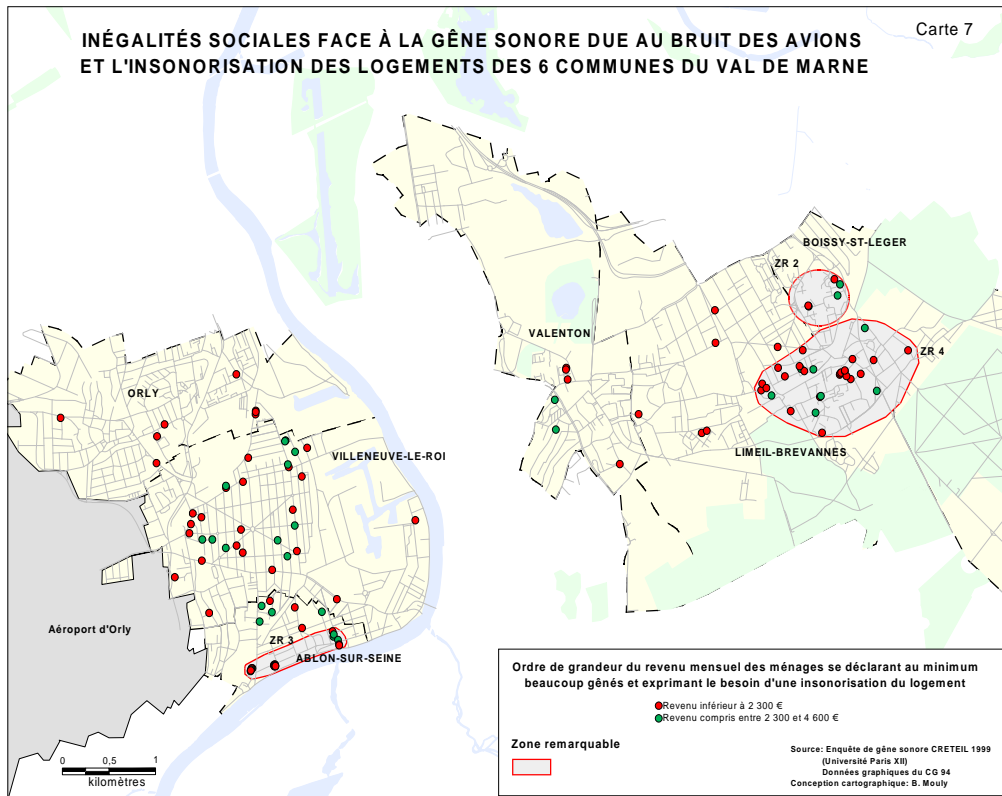 Carte 7
INÉGALITÉS SOCIALES FACE À LA GÊNE SONORE DUE AU BRUIT DES AVIONS
ET L'INSONORISATION DES LOGEMENTS DES 6 COMMUNES DU VAL DE MARNE
BOISSY-ST-LEGER
ZR 2
VALENTON
ZR 4
ORLY
LIMEIL-BREVANNES
VILLENEUVE-LE-ROI
Aéroport d'Orly
ZR 3
ABLON-SUR-SEINE
0 0,5 1
kilomètres
Ordre de grandeur du revenu mensuel des ménages se déclarant au minimum
beaucoup gênés et exprimant le besoin d'une insonorisation du logement
Revenu inférieur à 2 300 €
Revenu compris entre 2 300 et 4 600 €
Zone remarquable
Source: Enquête de gêne sonore CRETEIL 1999
(Université Paris XII)
Données graphiques du CG 94
Conception cartographique: B. Mouly